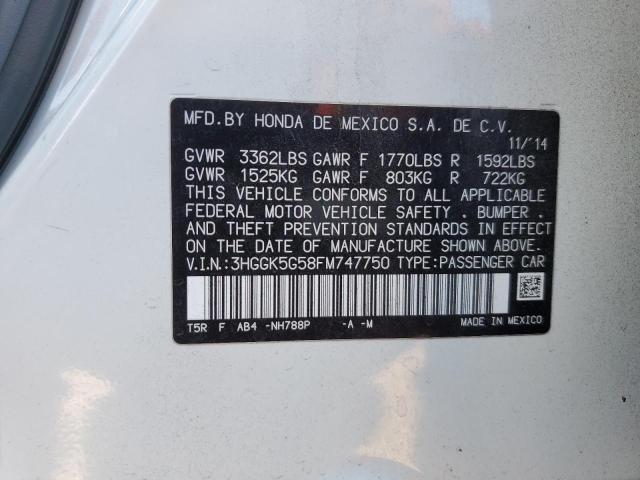 MFD.BY HONDA DE MEXICO S.A. DE C.V.
11/'14
GVWR 3362LBS GAWR F 1770LBS R 1592LBS
GVWR 1525KG GAWR F 803KG R 722KG
THIS VEHICLE CONFORMS TO ALL APPLICABLE
FEDERAL MOTOR VEHICLE SAFETY . BUMPER .
AND THEFT PREVENTION STANDARDS IN EFFECT
ON THE DATE OF MANUFACTURE SHOWN ABOVE.
V.I.N.:3HGGK5G58FM747750 TYPE:PASSENGER CAR
T5R F AB4 -NH788P -A -M MADE IN MEXICO